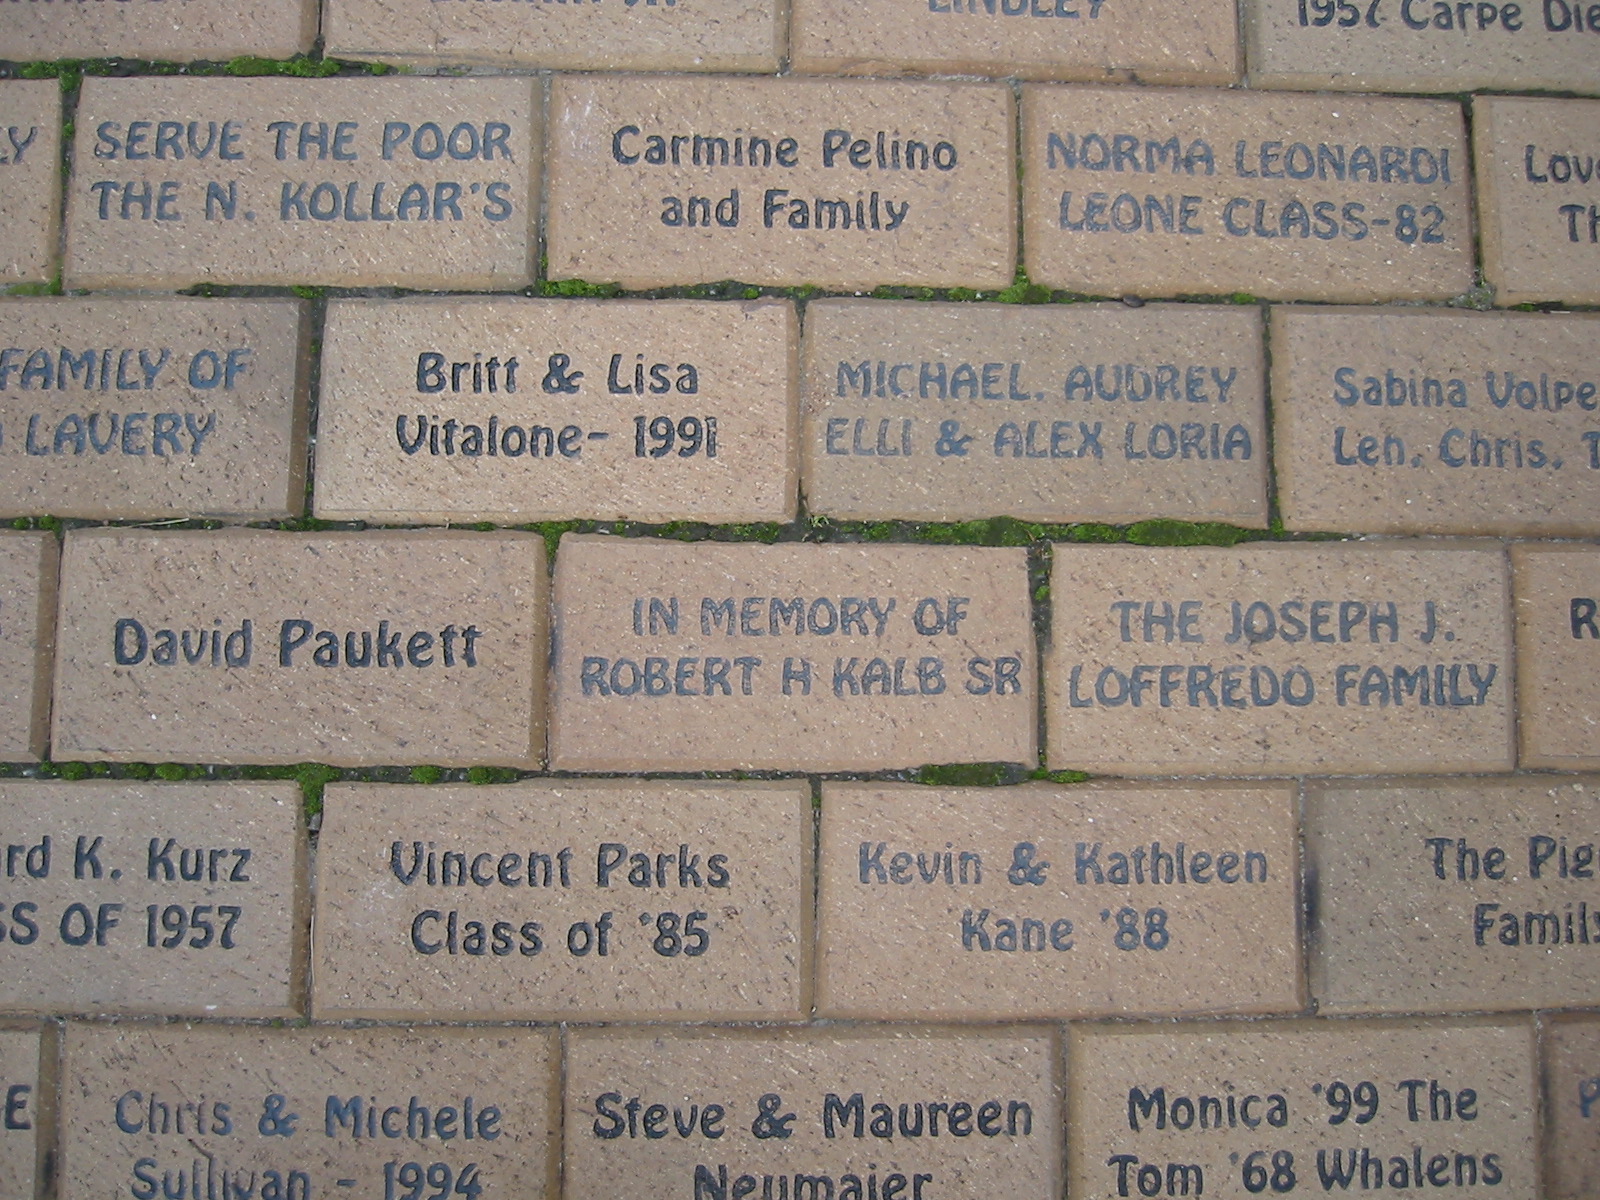 LINDLEY
1957 Carpe
SERVE THE POOR
THE N. KOLLAR'S
Carmine Pelino
and Family
NORMA LEONARDI
LEONE CLASS-82
FAMILY OF
LAVERY
Britt & Lisa
Vitalone- 1991
MICHAEL, AUDREY
ELLI & ALEX LORIA
Sabina Volpe
Len, Chris,
David Paukett
IN MEMORY OF
ROBERT H KALB SR
THE JOSEPH J.
LOFFREDO FAMILY
K. Kurz
OF 1957
Vincent Parks
Class of '85
Kevin & Kathleen
Kane '88
The
Family
Chris & Michele
Sullivan - 1994
Steve & Maureen
Neumaier
Monica '99 The
Tom '68 Whalens